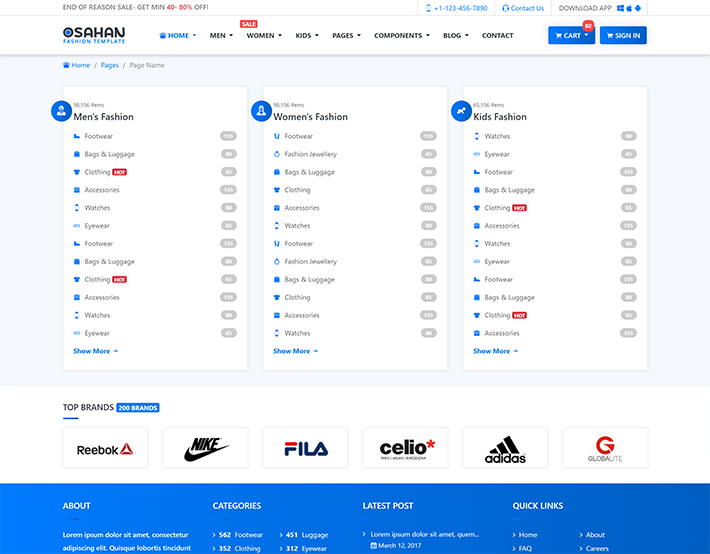 END OF REASON SALE- GET MIN 40- 80% OFF!
+1-123-456-7890
Contact Us
DOWNLOAD APP
OSAHAN
FASHION TEMPLATE
HOME
MEN
SALE
WOMEN
KIDS
PAGES
COMPONENTS
BLOG
CONTACT
CART
02
SIGN IN
Home / Pages / Page Name
98,156 Items
Men's Fashion
Footwear 155
Bags & Luggage 80
Clothing HOT 65
Accessories 155
Watches 80
Eyewear 65
Footwear 155
Bags & Luggage 80
Clothing HOT 65
Accessories 155
Watches 80
Eyewear 65
Show More
98,156 Items
Women's Fashion
Footwear 155
Fashion Jewellery 65
Bags & Luggage 80
Clothing 65
Accessories 155
Watches 80
Footwear 155
Fashion Jewellery 65
Bags & Luggage 80
Clothing 65
Accessories 155
Watches 80
Show More
65,156 Items
Kids Fashion
Watches 80
Eyewear 65
Footwear 155
Bags & Luggage 80
Clothing HOT 65
Accessories 155
Watches 80
Eyewear 65
Footwear 155
Bags & Luggage 80
Clothing HOT 65
Accessories 155
Show More
TOP BRANDS 200 BRANDS
Reebok
NIKE
FILA
celio*
PARIS | MILAN | BARCELONA
adidas
GLOBALITE
ABOUT
Lorem ipsum dolor sit amet, consectetur
adipiscing elit. Quisque lobortis tincidunt
CATEGORIES
562 Footwear
451 Luggage
352 Clothing
312 Eyewear
LATEST POST
Lorem ipsum dolor sit amet, quem...
March 12, 2017
QUICK LINKS
Home
About
FAQ
Careers